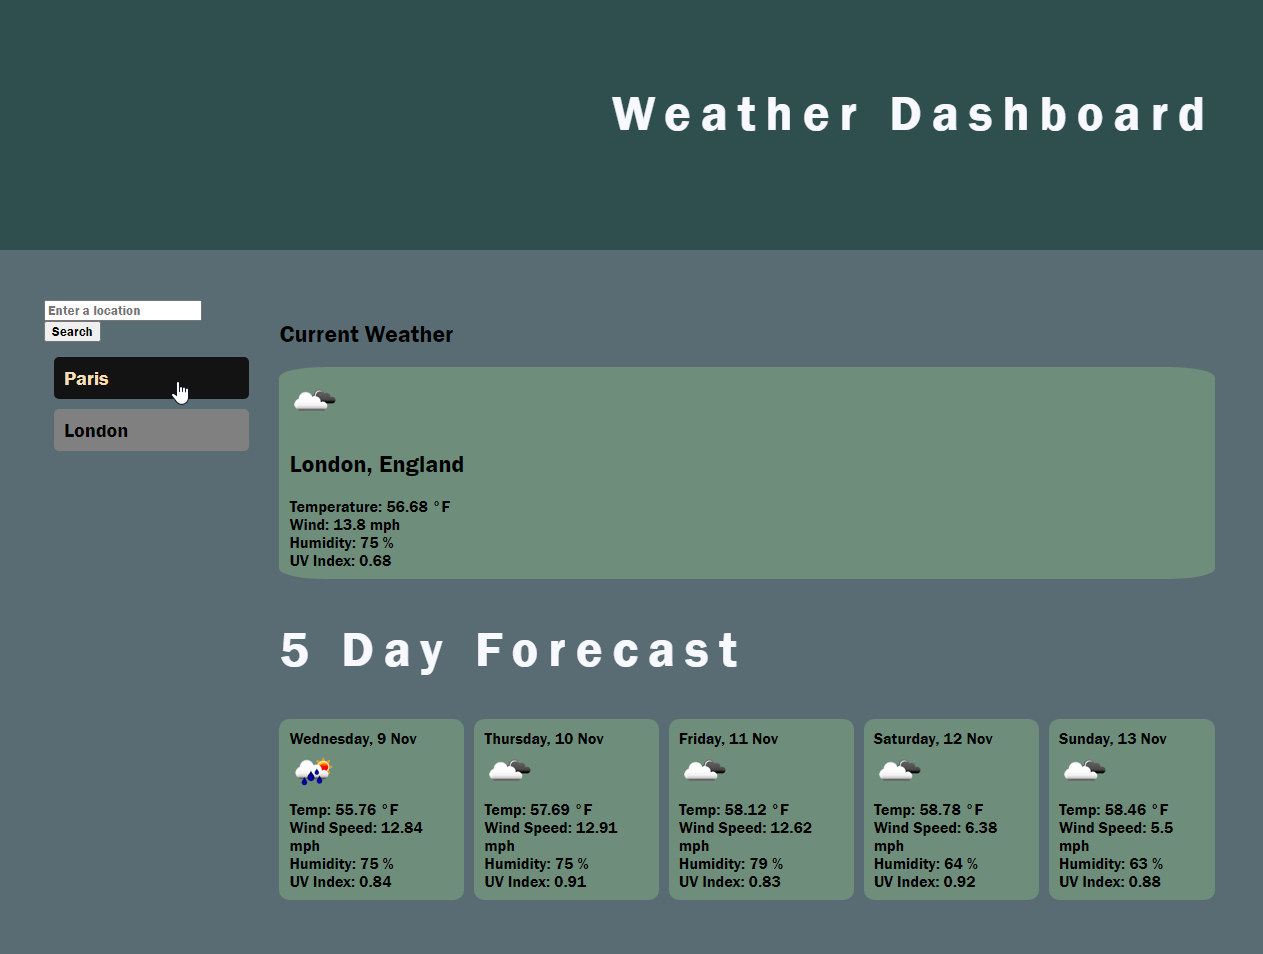 Weather Dashboard
Enter a location
Search
Paris
London
Current Weather
London, England
Temperature: 56.68 °F
Wind: 13.8 mph
Humidity: 75 %
UV Index: 0.68
5 Day Forecast
Wednesday, 9 Nov
Temp: 55.76 °F
Wind Speed: 12.84
mph
Humidity: 75 %
UV Index: 0.84
Thursday, 10 Nov
Temp: 57.69 °F
Wind Speed: 12.91
mph
Humidity: 75 %
UV Index: 0.91
Friday, 11 Nov
Temp: 58.12 °F
Wind Speed: 12.62
mph
Humidity: 79 %
UV Index: 0.83
Saturday, 12 Nov
Temp: 58.78 °F
Wind Speed: 6.38
mph
Humidity: 64 %
UV Index: 0.92
Sunday, 13 Nov
Temp: 58.46 °F
Wind Speed: 5.5
mph
Humidity: 63 %
UV Index: 0.88